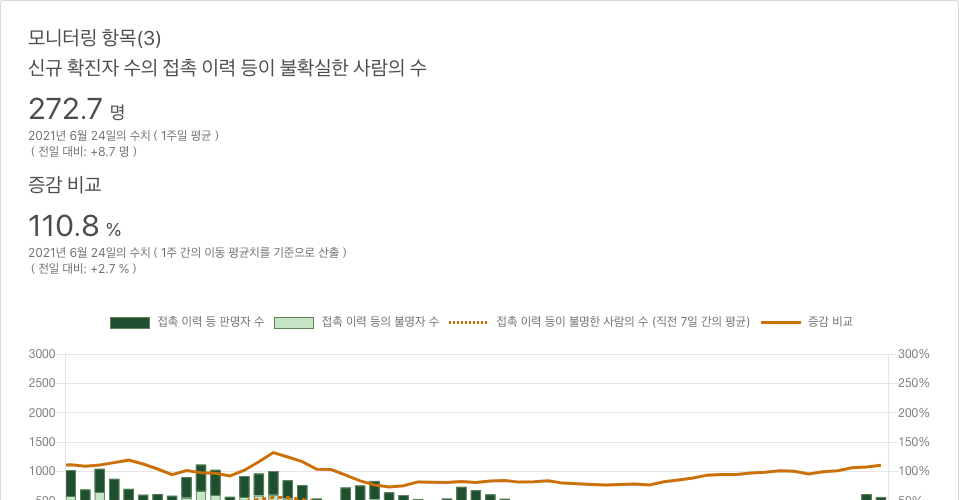 모니터링 항목(3)
신규 확진자 수의 접촉 이력 등이 불확실한 사람의 수
272.7 명
2021년 6월 24일의 수치 ( 1주일 평균 )
( 전일 대비: +8.7 명 )
증감 비교
110.8 %
2021년 6월 24일의 수치 ( 1주 간의 이동 평균치를 기준으로 산출 )
( 전일 대비: +2.7 % )
접촉 이력 등 판명자 수 접촉 이력 등의 불명자 수 접촉 이력 등이 불명한 사람의 수 (직전 7일 간의 평균) 증감 비교
3000 300%
2500 250%
2000 200%
1500 150%
1000 100%
500 50%